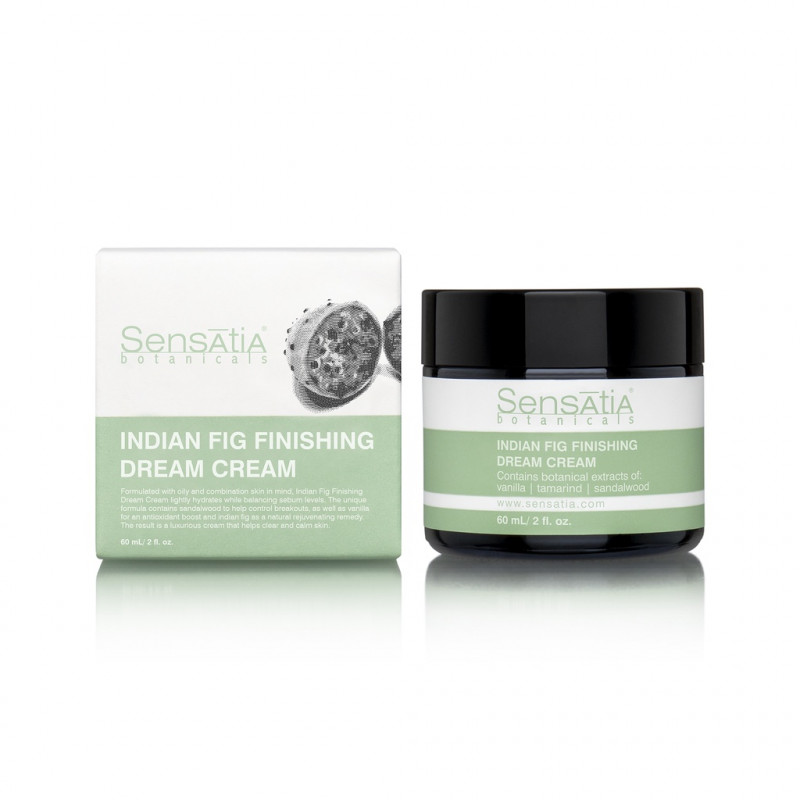 Sensātia®
botanicals
INDIAN FIG FINISHING
DREAM CREAM
Formulated with oily and combination skin in mind, Indian Fig Finishing
Dream Cream lightly hydrates while balancing sebum levels. The unique
formula contains sandalwood to help control breakouts, as well as vanilla
for an antioxidant boost and indian fig as a natural rejuvenating remedy.
The result is a luxurious cream that helps clear and calm skin.
60 mL/ 2 fl. oz.
Sensātia®
botanicals
INDIAN FIG FINISHING
DREAM CREAM
Contains botanical extracts of:
vanilla | tamarind | sandalwood
www.sensatia.com
60 mL/ 2 fl. oz.